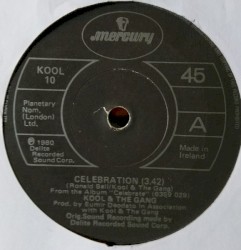 mercury
KOOL
10
45
Planetary
Nom.
(London)
Ltd.
A
Made in
Ireland
℗ 1980
Delite
Recorded
Sound Corp.
CELEBRATION (3.42)
(Ronald Bell/Kool & The Gang)
From the Album "Celebrate"
KOOL & THE GANG
Prod. by Eumir Deodato in Association
with Kool & The Gang
Orig. Sound Recording made by
Delite Recorded Sound Corp.